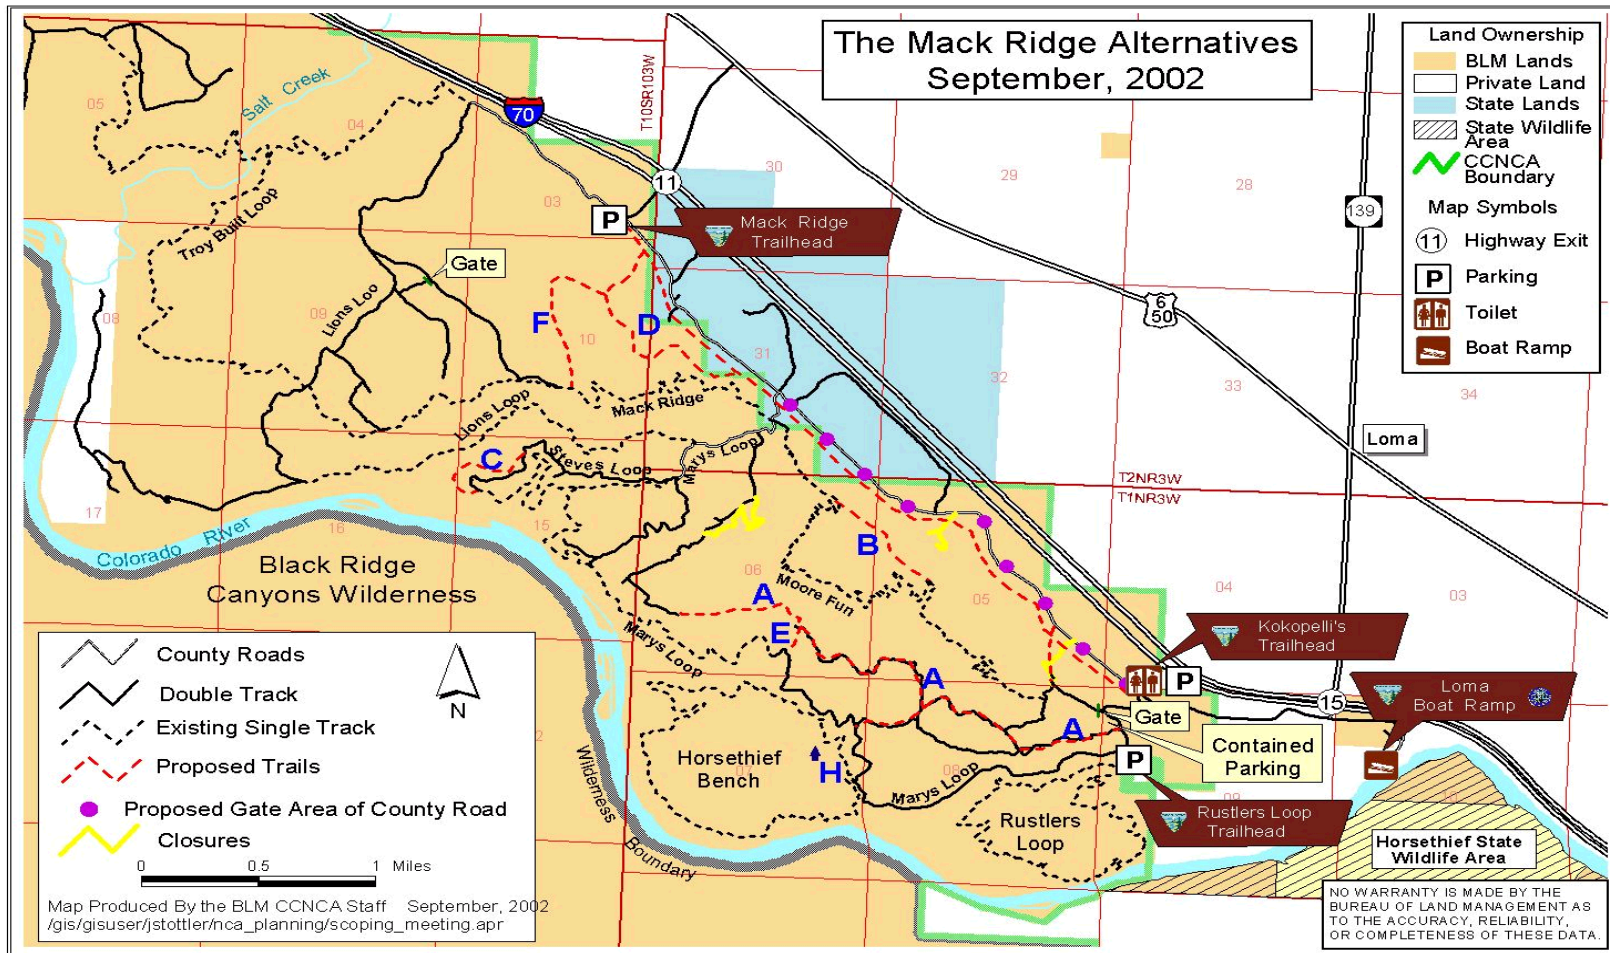 The Mack Ridge Alternatives
September, 2002
Land Ownership
BLM Lands
Private Land
State Lands
State Wildlife
Area
CCNCA
Boundary
Map Symbols
11
Highway Exit
P
Parking
Toilet
Boat Ramp
05
Salt Creek
04
70
T10SR103W
30
29
28
11
139
03
P
Mack Ridge
Trailhead
Troy Built Loop
Gate
6
50
08
09
Lions Loo
F
10
D
31
32
33
34
Lions Loop
Mack Ridge
Loma
C
Steves Loop
Marys Loop
T2NR3W
T1NR3W
17
16
15
Colorado River
B
Black Ridge
Canyons Wilderness
06
A
Moore Fun
05
04
03
E
Marys Loop
Kokopelli's
Trailhead
A
P
Loma
Boat Ramp
15
Gate
A
Contained
Parking
P
Horsethief
Bench
07
H
08
Marys Loop
09
10
Rustlers
Loop
Rustlers Loop
Trailhead
Wilderness
Boundary
Horsethief State
Wildlife Area
County Roads
Double Track
Existing Single Track
Proposed Trails
Proposed Gate Area of County Road
Closures
N
0 0.5 1 Miles
2
Map Produced By the BLM CCNCA Staff September, 2002
/gis/gisuser/jstottler/nca_planning/scoping_meeting.apr
NO WARRANTY IS MADE BY THE
BUREAU OF LAND MANAGEMENT AS
TO THE ACCURACY, RELIABILITY,
OR COMPLETENESS OF THESE DATA.